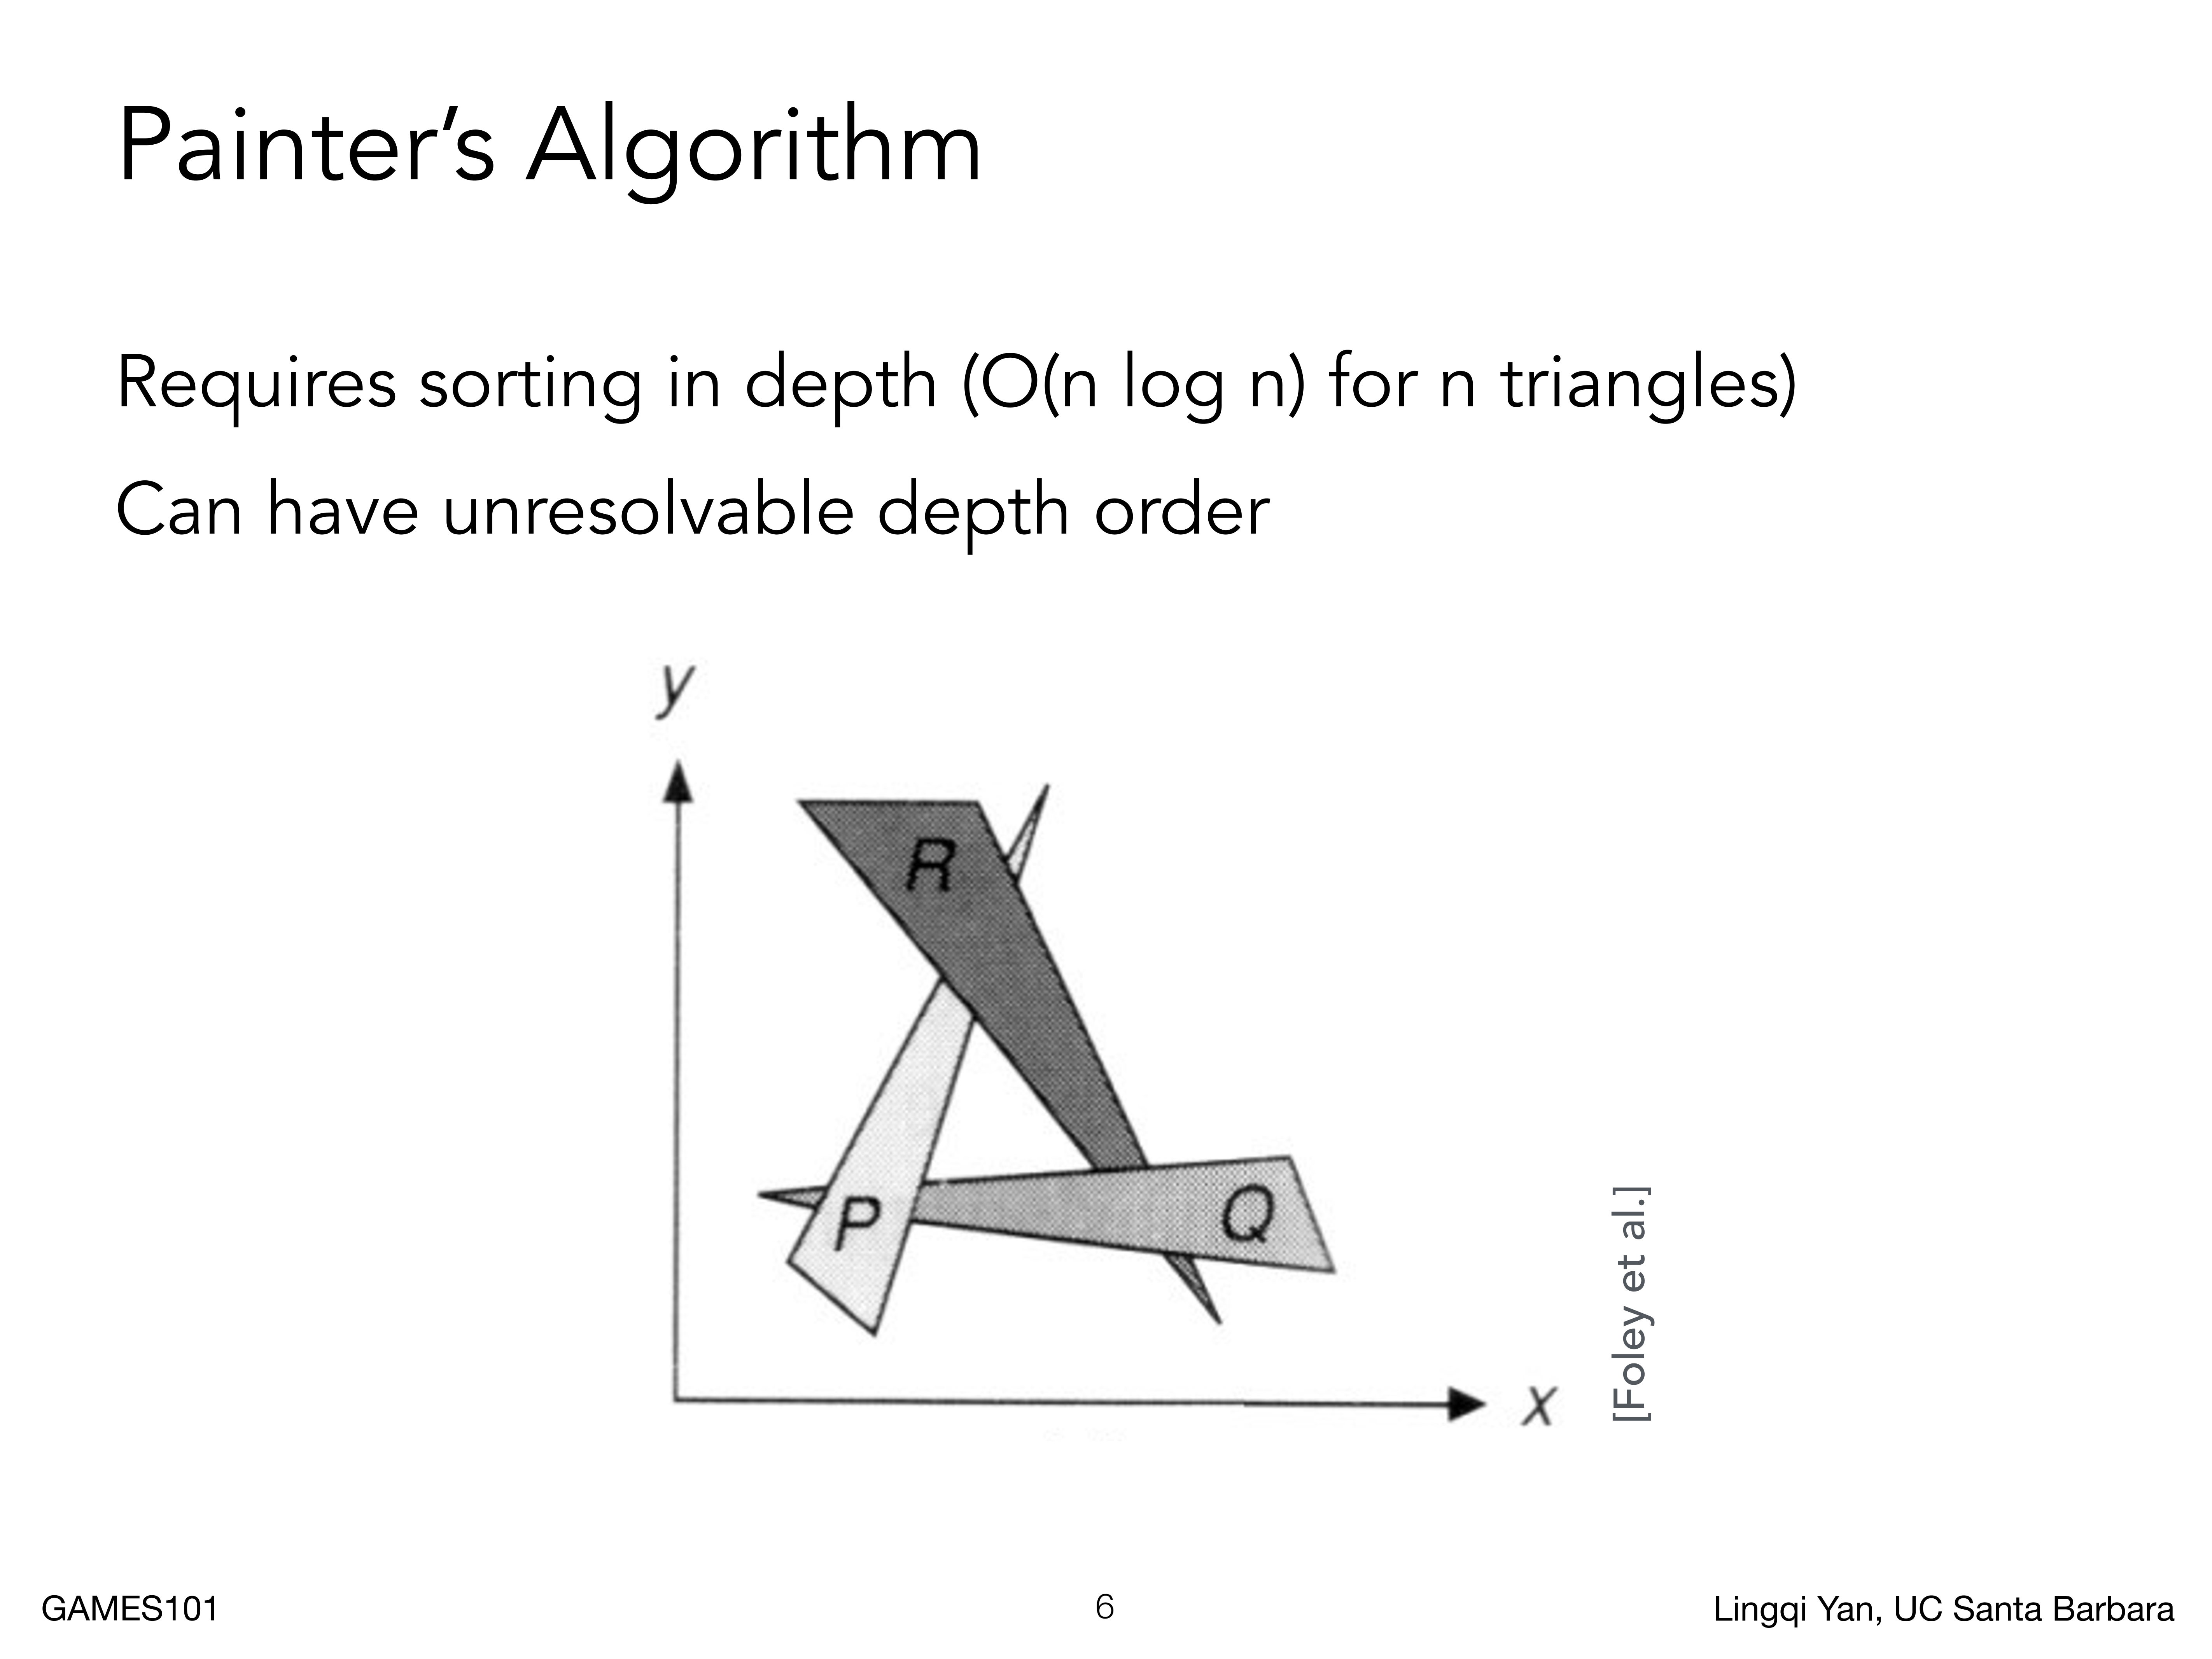 Painter’s Algorithm
Requires sorting in depth (O(n log n) for n triangles)
Can have unresolvable depth order
y
R
P
Q
x
[Foley et al.]
GAMES101
6
Lingqi Yan, UC Santa Barbara